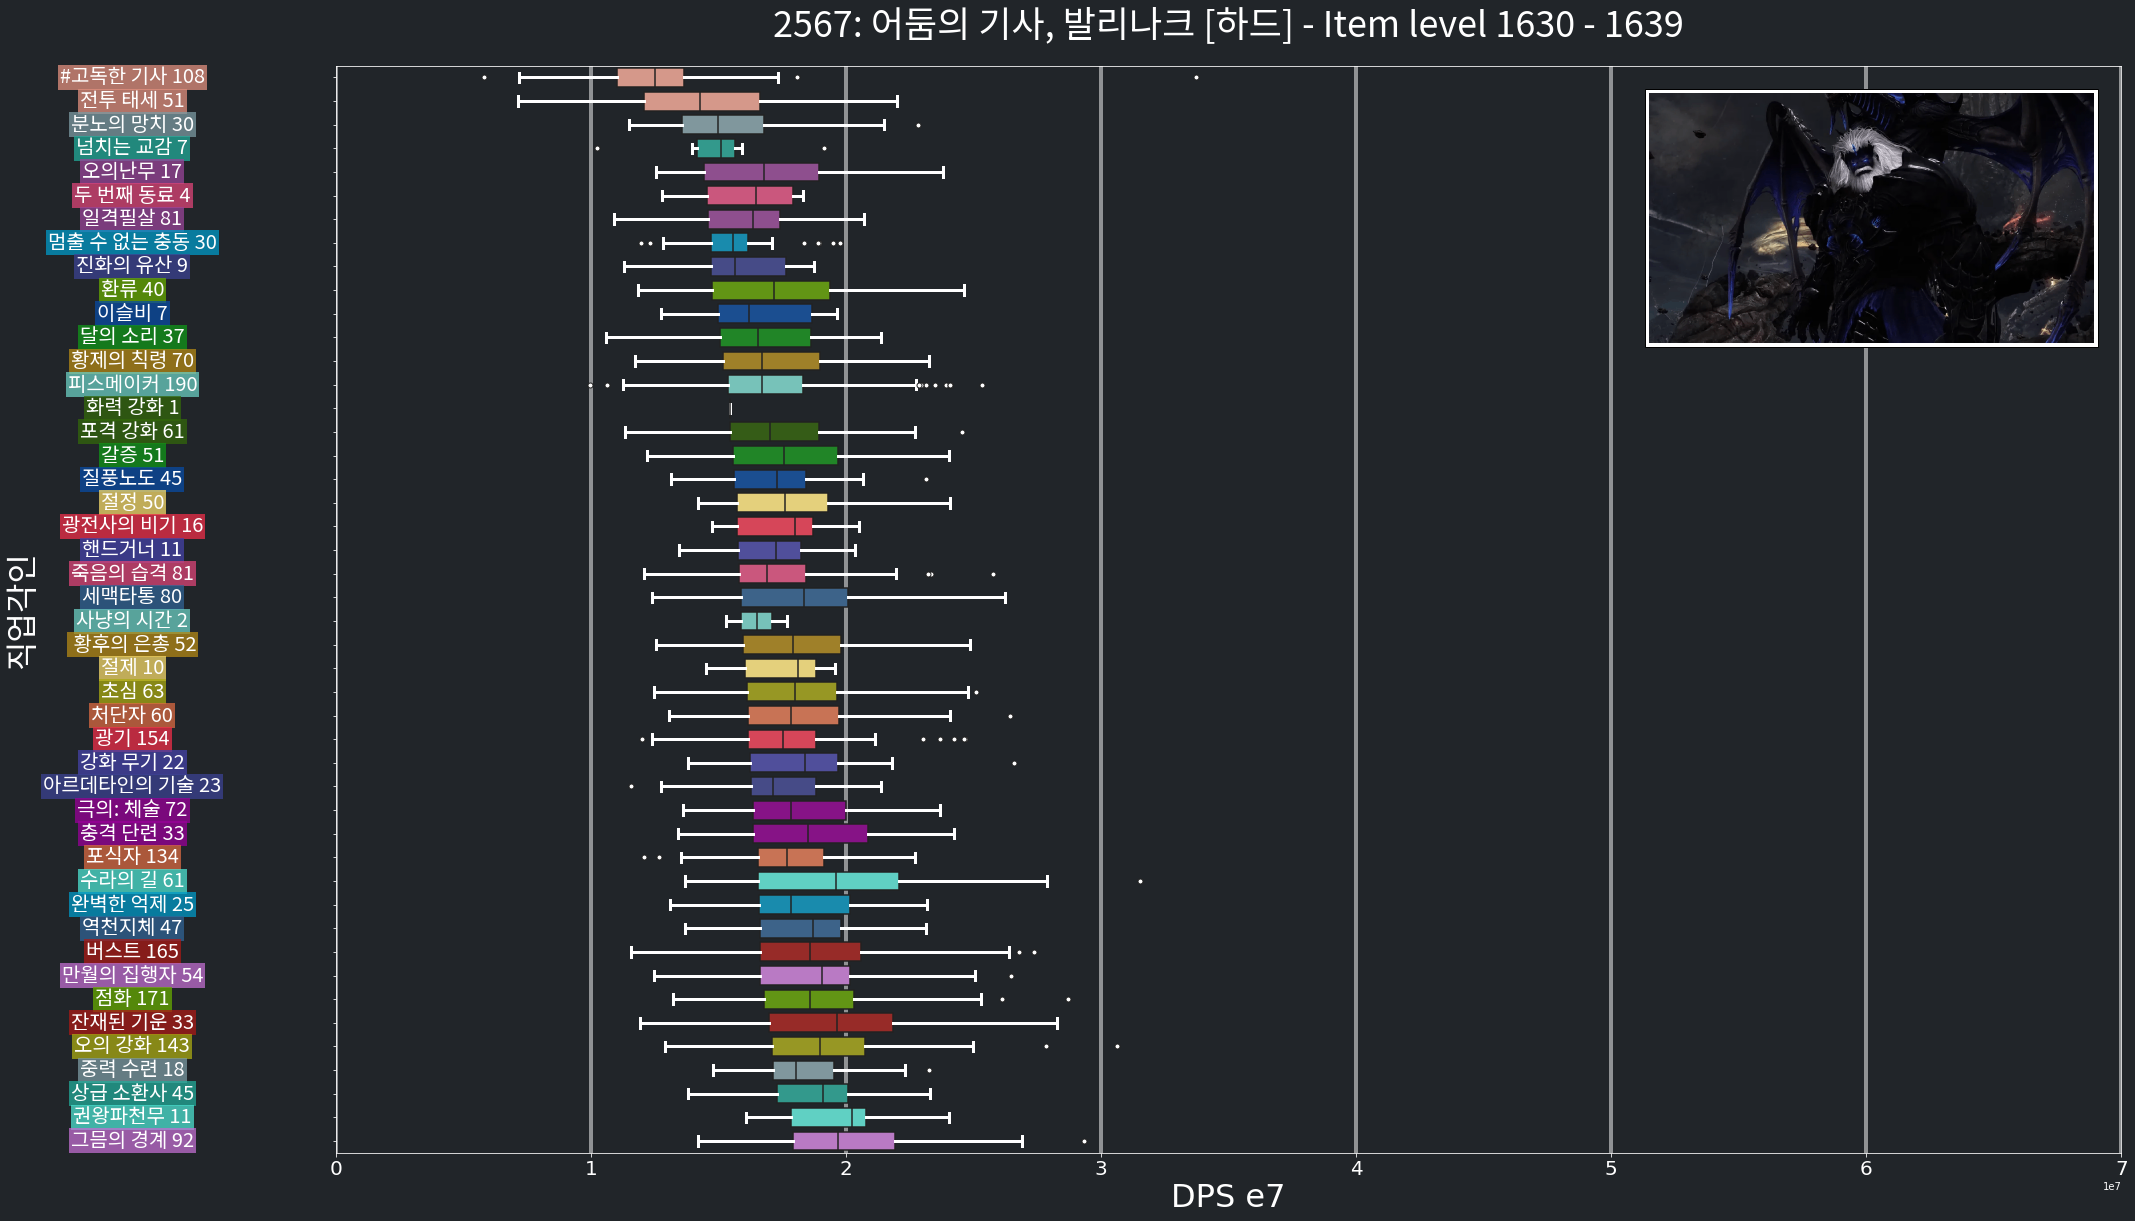 2567: 어둠의 기사, 발리나크 [하드] - Item level 1630 - 1639
직업각인
#고독한 기사 108
전투 태세 51
분노의 망치 30
넘치는 교감 7
오의난무 17
두 번째 동료 4
일격필살 81
멈출 수 없는 충동 30
진화의 유산 9
환류 40
이슬비 7
달의 소리 37
황제의 칙령 70
피스메이커 190
화력 강화 1
포격 강화 61
갈증 51
질풍노도 45
절정 50
광전사의 비기 16
핸드거너 11
죽음의 습격 81
세맥타통 80
사냥의 시간 2
황후의 은총 52
절제 10
초심 63
처단자 60
광기 154
강화 무기 22
아르데타인의 기술 23
극의: 체술 72
충격 단련 33
포식자 134
수라의 길 61
완벽한 억제 25
역천지체 47
버스트 165
만월의 집행자 54
점화 171
잔재된 기운 33
오의 강화 143
중력 수련 18
상급 소환사 45
권왕파천무 11
그믐의 경계 92
0 1 2 3 4 5 6 7
1e7
DPS e7